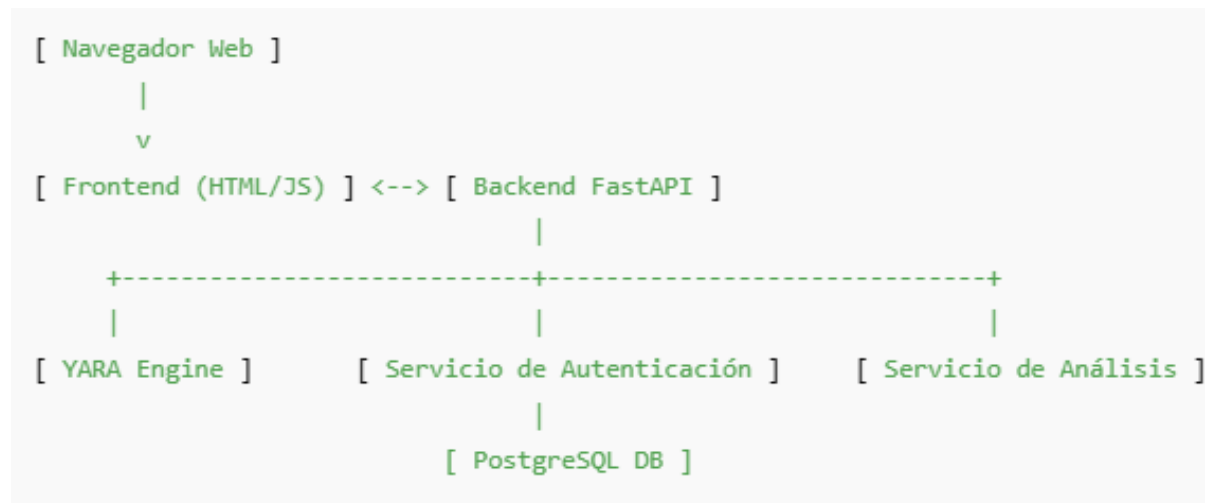 [ Navegador Web ]
|
v
[ Frontend (HTML/JS) ] <--> [ Backend FastAPI ]
|
+-----------------------------+------------------------------+
| | |
[ YARA Engine ] [ Servicio de Autenticación ] [ Servicio de Análisis ]
|
[ PostgreSQL DB ]